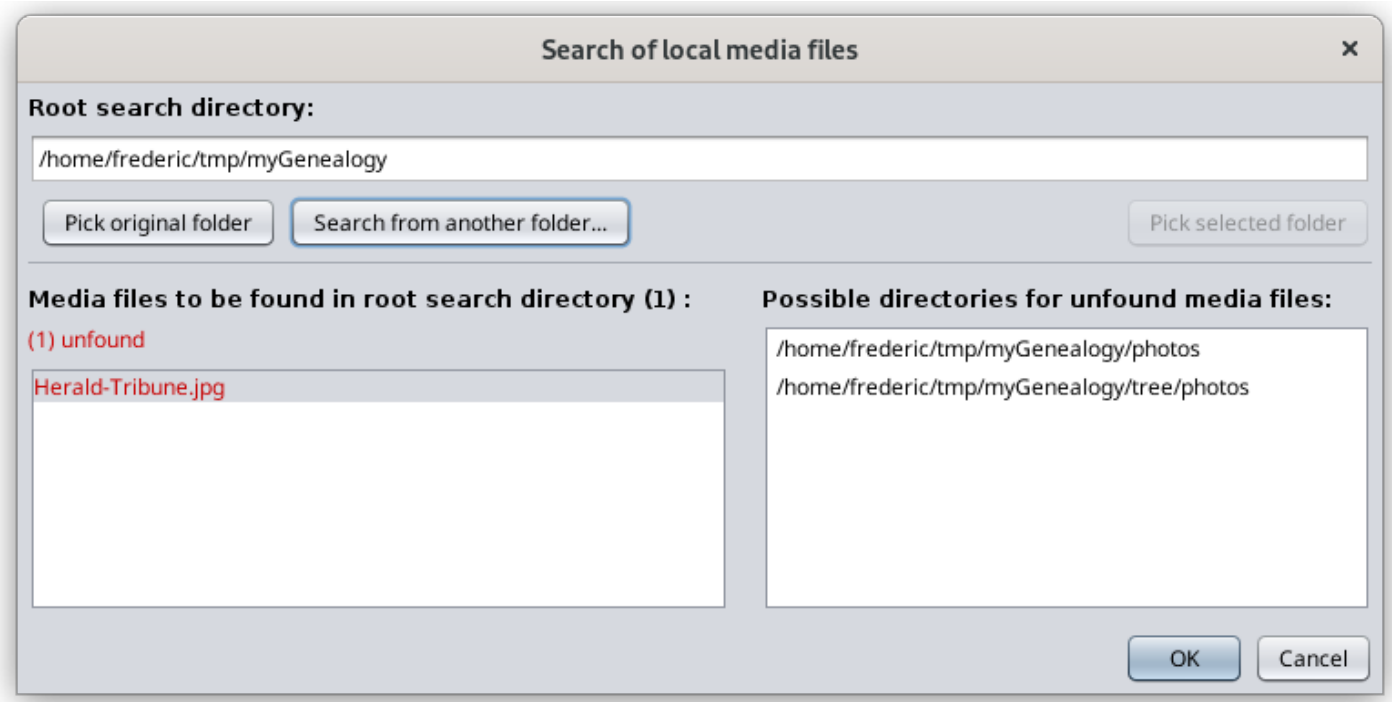 Search of local media files
Root search directory:
/home/frederic/tmp/myGenealogy
Pick original folder
Search from another folder...
Pick selected folder
Media files to be found in root search directory (1) :
(1) unfound
Herald-Tribune.jpg
Possible directories for unfound media files:
/home/frederic/tmp/myGenealogy/photos
/home/frederic/tmp/myGenealogy/tree/photos
OK
Cancel